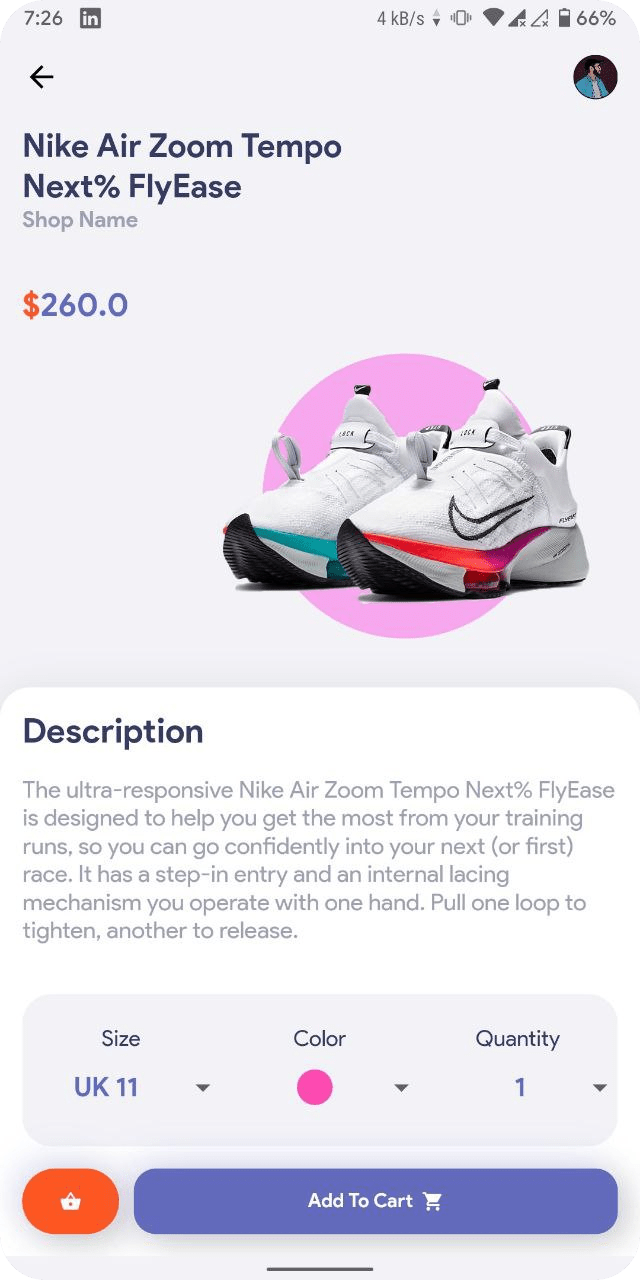 7:26 in 4 kB/s 66%
Nike Air Zoom Tempo
Next% FlyEase
Shop Name
$260.0
LOCK LOCK
Description
The ultra-responsive Nike Air Zoom Tempo Next% FlyEase
is designed to help you get the most from your training
runs, so you can go confidently into your next (or first)
race. It has a step-in entry and an internal lacing
mechanism you operate with one hand. Pull one loop to
tighten, another to release.
Size Color Quantity
UK 11 1
Add To Cart